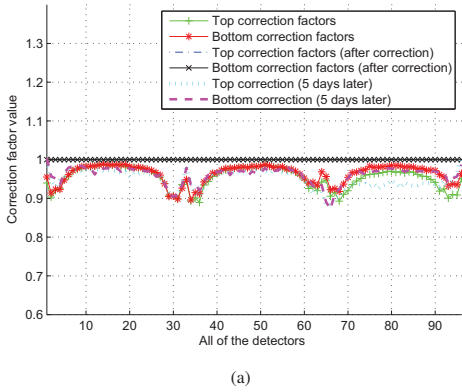 Top correction factors
Bottom correction factors
Top correction factors (after correction)
Bottom correction factors (after correction)
Top correction (5 days later)
Bottom correction (5 days later)
Correction factor value
1.3
1.2
1.1
1
0.9
0.8
0.7
0.6
10 20 30 40 50 60 70 80 90
All of the detectors
(a)